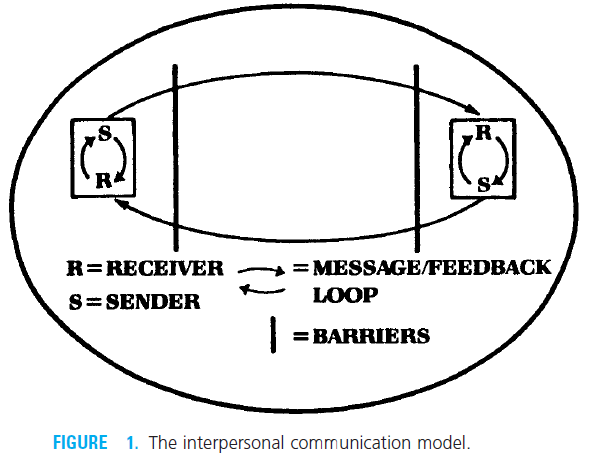 S R
R S
R = RECEIVER = MESSAGE/FEEDBACK
S = SENDER LOOP
= BARRIERS
FIGURE 1. The interpersonal communication model.